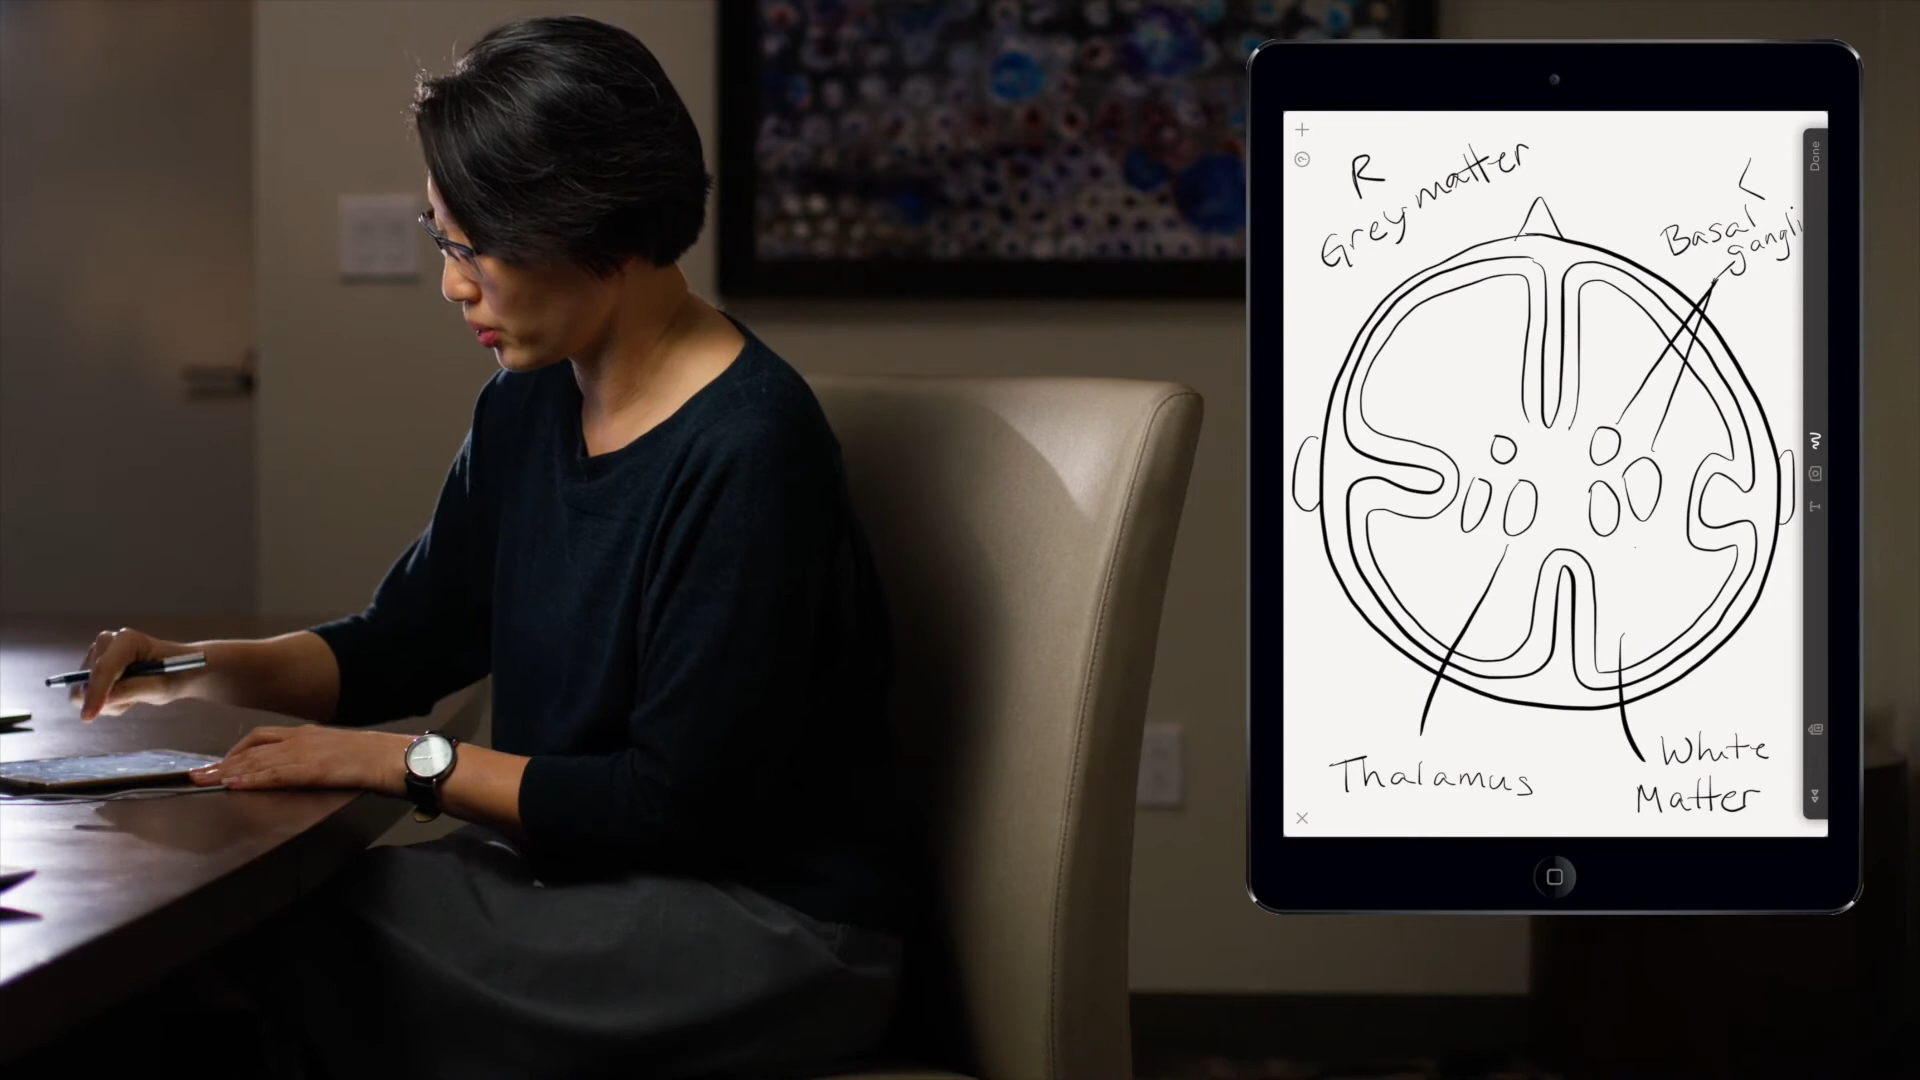 Done
R
Grey matter
L
Basal
gangli
T
Thalamus
White
Matter